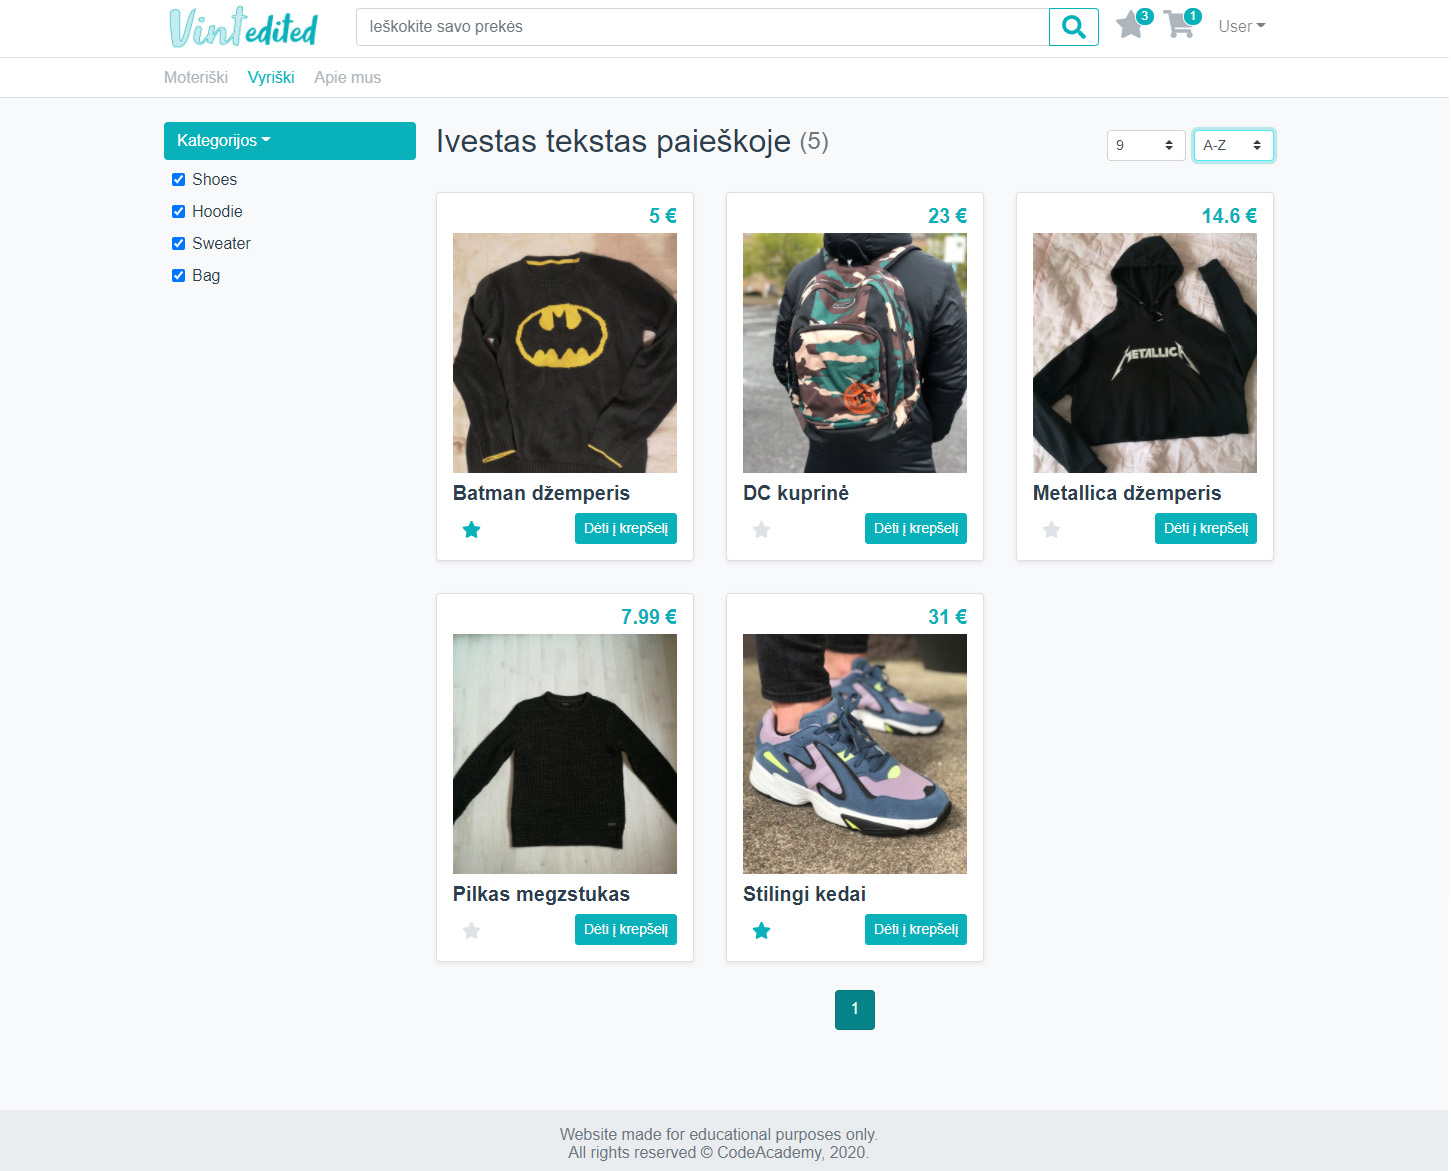 Vintedited
Ieškokite savo prekės
3
1
User
Moteriški Vyriški Apie mus
Kategorijos
Shoes
Hoodie
Sweater
Bag
Ivestas tekstas paieškoje (5)
9
A-Z
5 €
23 €
14.6 €
METALLICA
Batman džemperis
DC kuprinė
Metallica džemperis
Dėti į krepšelį
Dėti į krepšelį
Dėti į krepšelį
7.99 €
31 €
Pilkas megzstukas
Stilingi kedai
Dėti į krepšelį
Dėti į krepšelį
1
Website made for educational purposes only.
All rights reserved © CodeAcademy, 2020.